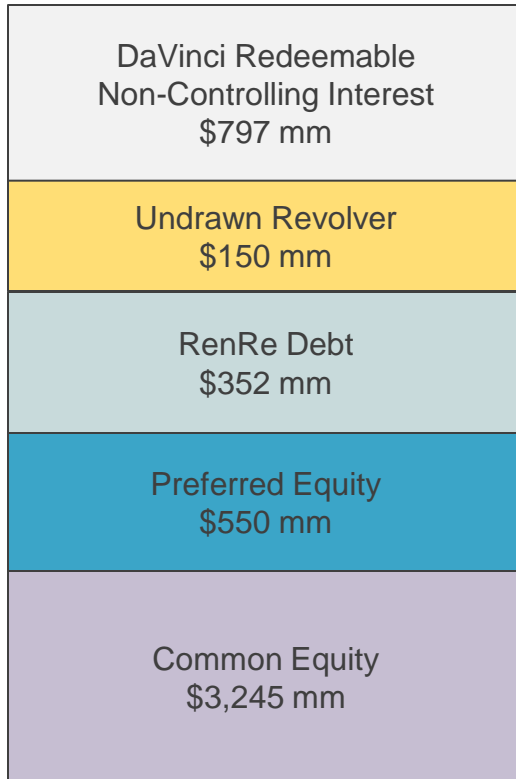 DaVinci Redeemable
Non-Controlling Interest
$797 mm
Undrawn Revolver
$150 mm
RenRe Debt
$352 mm
Preferred Equity
$550 mm
Common Equity
$3,245 mm